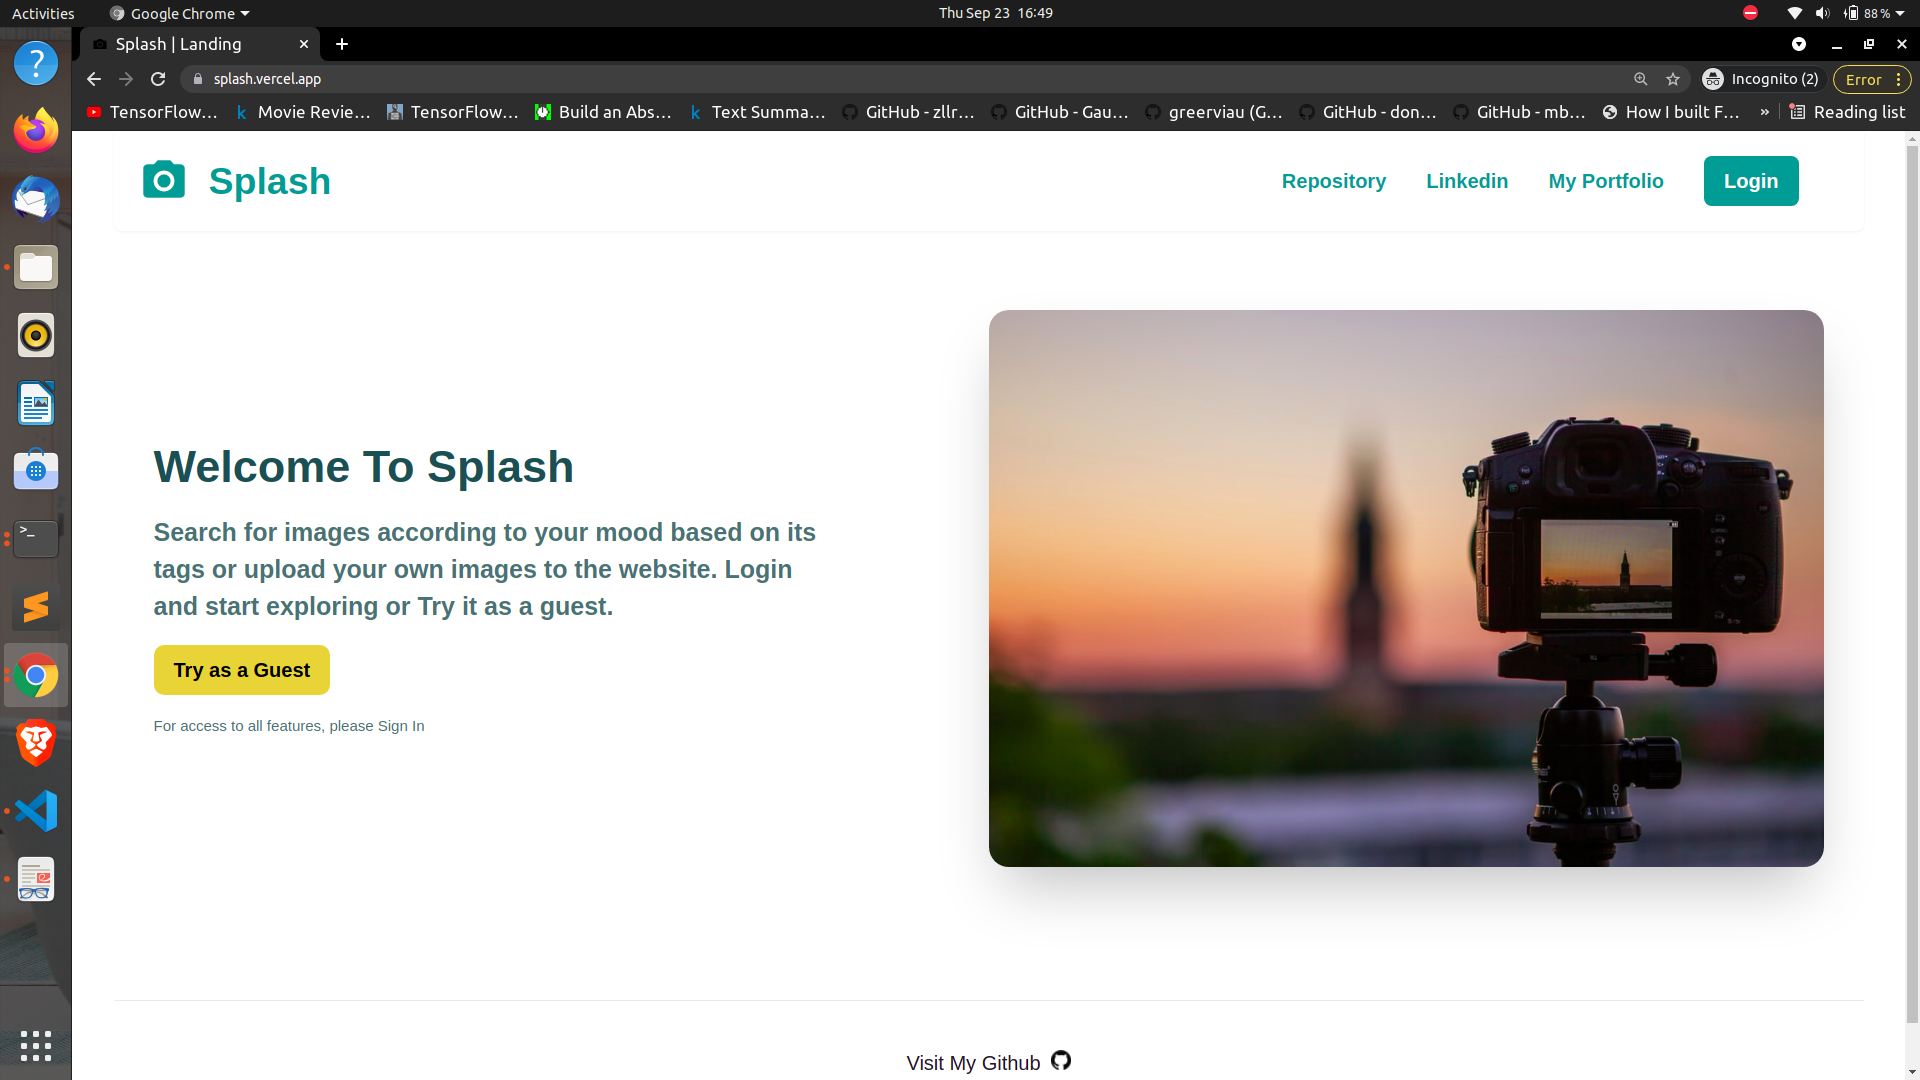 Activities
Google Chrome
Thu Sep 23 16:49
88 %
Splash | Landing
splash.vercel.app
Incognito (2)
Error
TensorFlow…
Movie Revie…
TensorFlow…
Build an Abs…
Text Summa…
GitHub - zllr…
GitHub - Gau…
greerviau (G…
GitHub - don…
GitHub - mb…
How I built F…
»
Reading list
Splash
Repository
Linkedin
My Portfolio
Login
Welcome To Splash
Search for images according to your mood based on its
tags or upload your own images to the website. Login
and start exploring or Try it as a guest.
Try as a Guest
For access to all features, please Sign In
Visit My Github